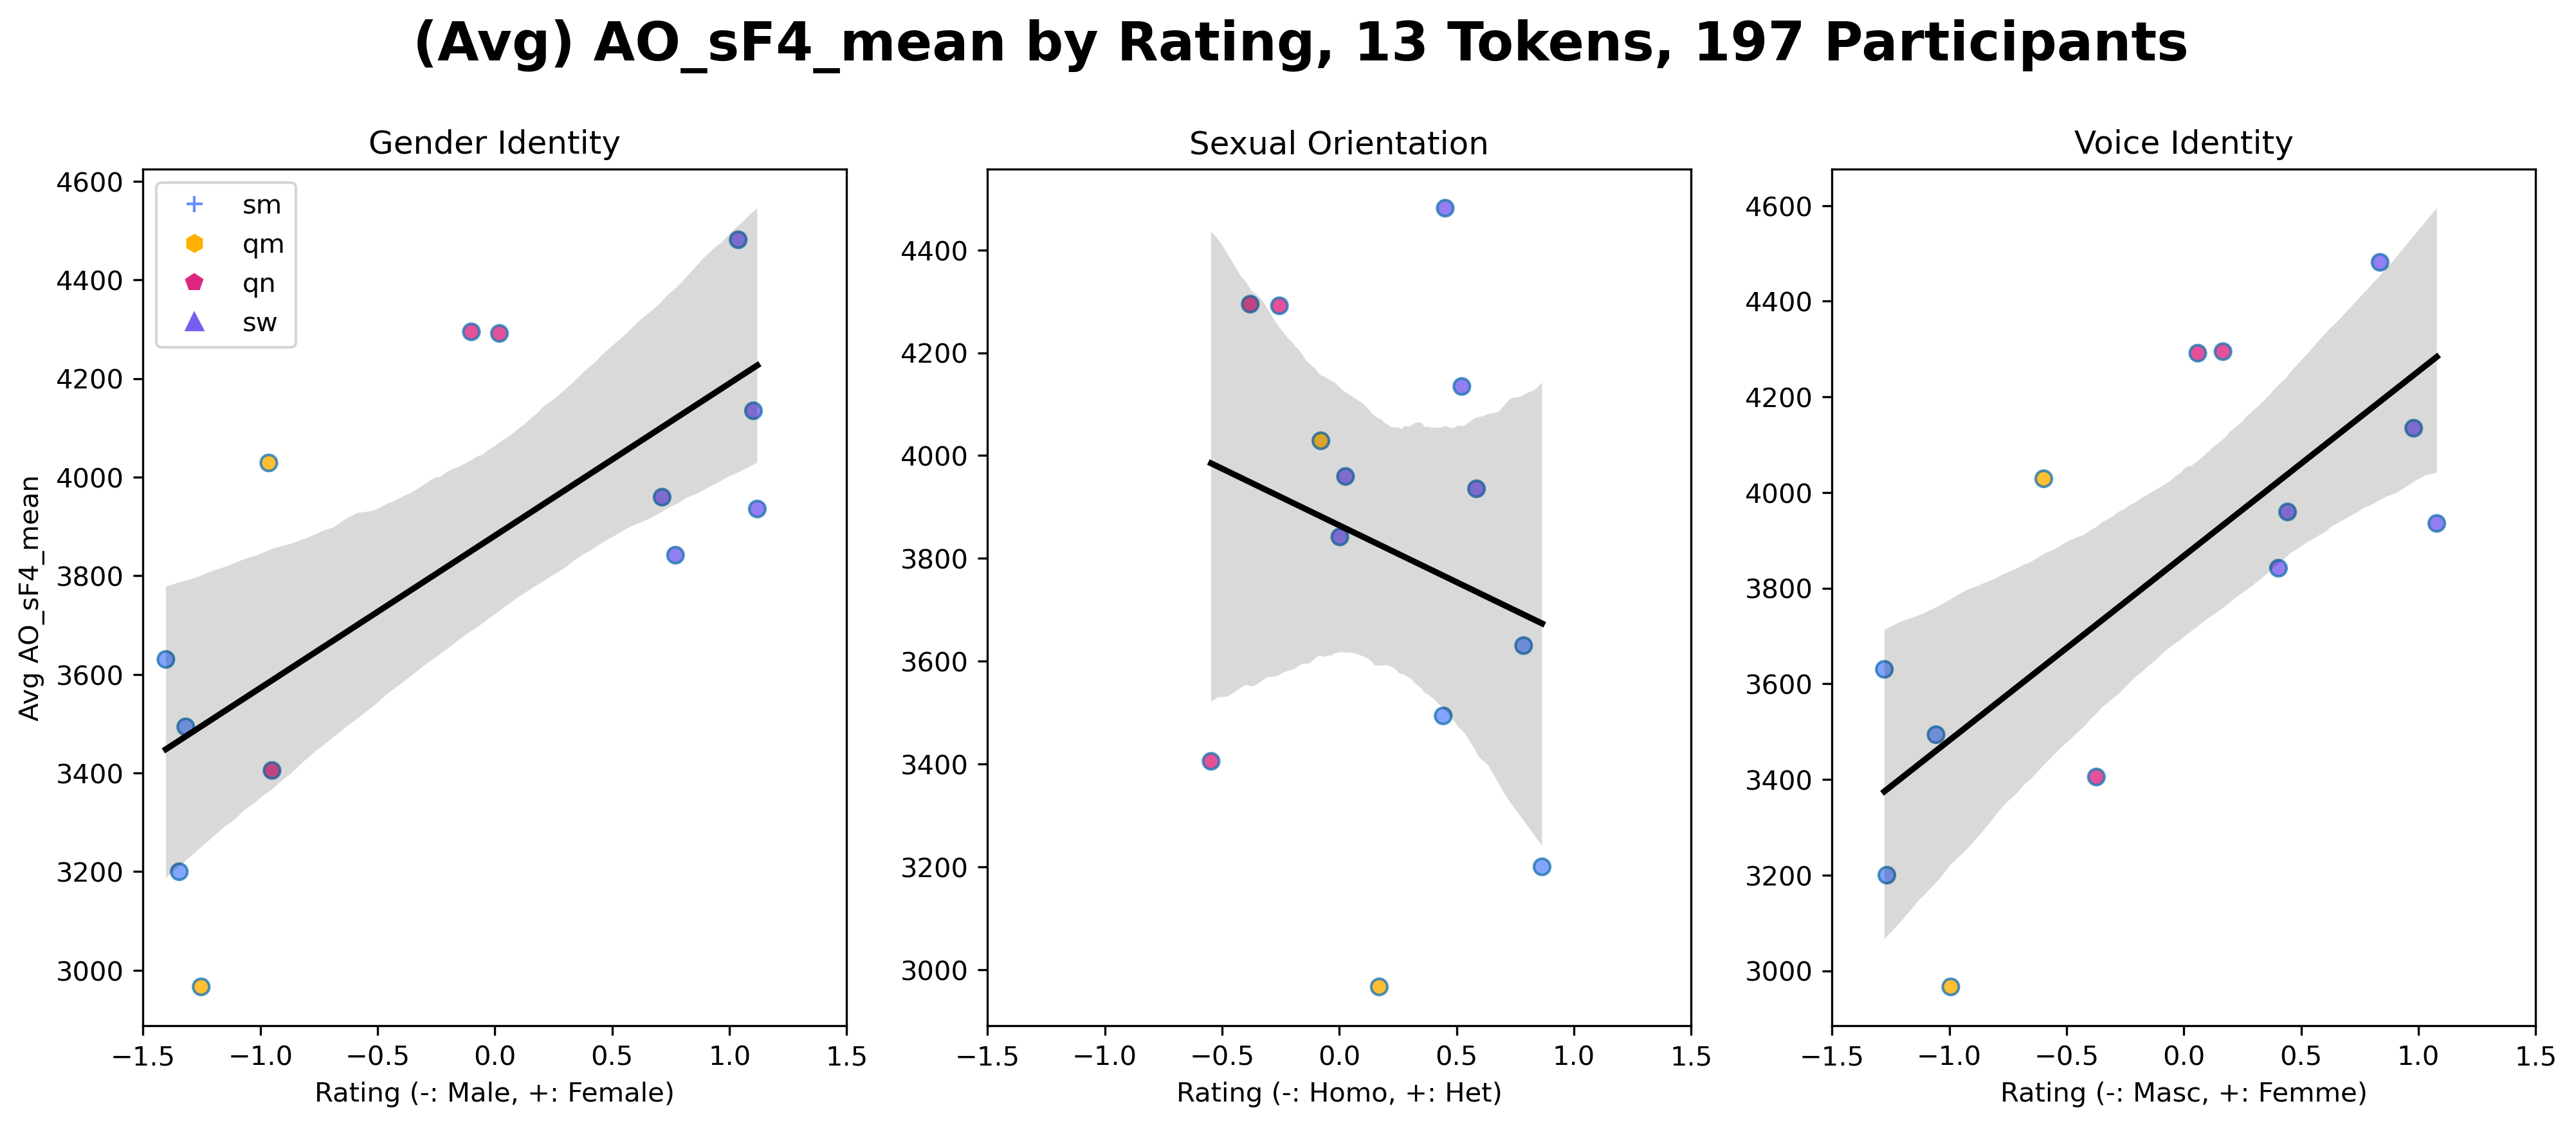 (Avg) AO_sF4_mean by Rating, 13 Tokens, 197 Participants
Gender Identity
Sexual Orientation
Voice Identity
sm
qm
qn
sw
Avg AO_sF4_mean
4600
4400
4200
4000
3800
3600
3400
3200
3000
−1.5 −1.0 −0.5 0.0 0.5 1.0 1.5
Rating (-: Male, +: Female)
4400
4200
4000
3800
3600
3400
3200
3000
−1.5 −1.0 −0.5 0.0 0.5 1.0 1.5
Rating (-: Homo, +: Het)
4600
4400
4200
4000
3800
3600
3400
3200
3000
−1.5 −1.0 −0.5 0.0 0.5 1.0 1.5
Rating (-: Masc, +: Femme)